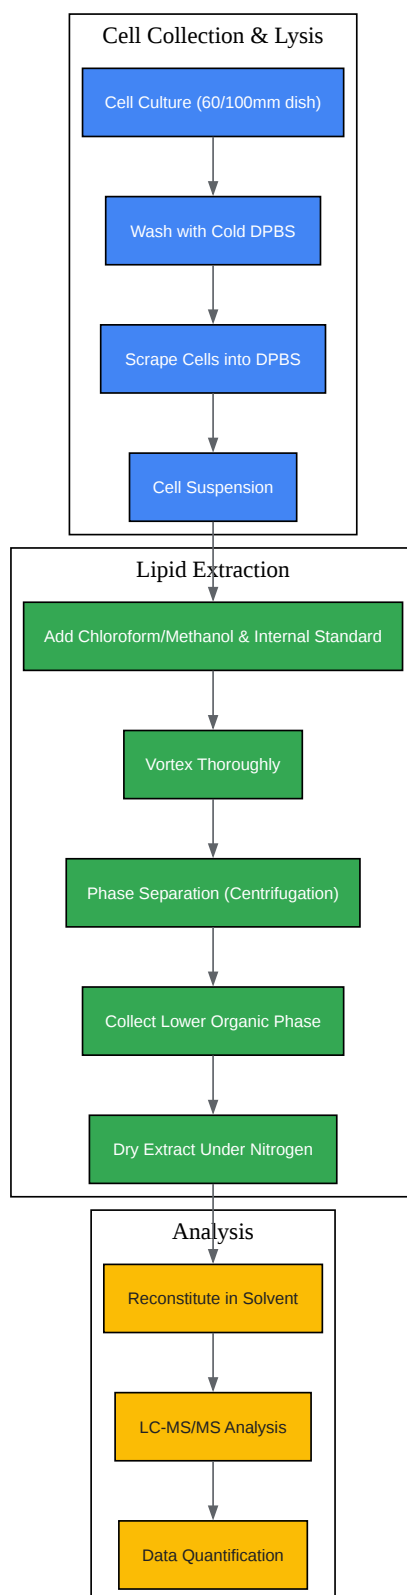 Cell Collection & Lysis
Cell Culture (60/100mm dish)
Wash with Cold DPBS
Scrape Cells into DPBS
Cell Suspension
Lipid Extraction
Add Chloroform/Methanol & Internal Standard
Vortex Thoroughly
Phase Separation (Centrifugation)
Collect Lower Organic Phase
Dry Extract Under Nitrogen
Analysis
Reconstitute in Solvent
LC-MS/MS Analysis
Data Quantification